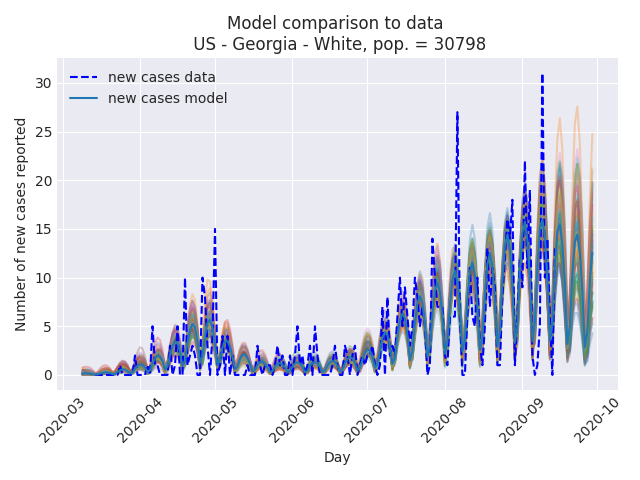 Model comparison to data
US - Georgia - White, pop. = 30798
new cases data
new cases model
Number of new cases reported
30
25
20
15
10
5
0
2020-03
2020-04
2020-05
2020-06
2020-07
2020-08
2020-09
2020-10
Day